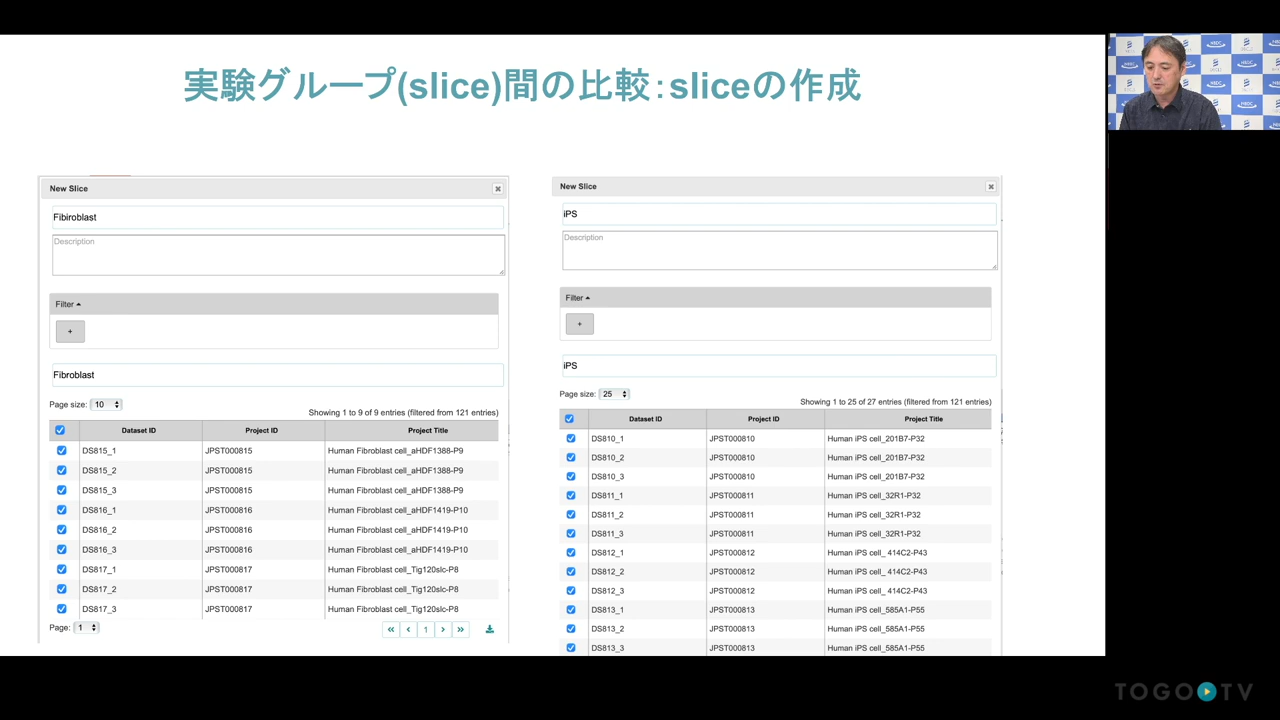 実験グループ(slice)間の比較：sliceの作成
New Slice
Fibiroblast
Description
Filter
+
Fibroblast
Page size: 10
Showing 1 to 9 of 9 entries (filtered from 121 entries)
Dataset ID Project ID Project Title
DS815_1 JPST000815 Human Fibroblast cell_aHDF1388-P9
DS815_2 JPST000815 Human Fibroblast cell_aHDF1388-P9
DS815_3 JPST000815 Human Fibroblast cell_aHDF1388-P9
DS816_1 JPST000816 Human Fibroblast cell_aHDF1419-P10
DS816_2 JPST000816 Human Fibroblast cell_aHDF1419-P10
DS816_3 JPST000816 Human Fibroblast cell_aHDF1419-P10
DS817_1 JPST000817 Human Fibroblast cell_Tig120slc-P8
DS817_2 JPST000817 Human Fibroblast cell_Tig120slc-P8
DS817_3 JPST000817 Human Fibroblast cell_Tig120slc-P8
Page: 1
« ‹ 1 › »
New Slice
iPS
Description
Filter
+
iPS
Page size: 25
Showing 1 to 25 of 27 entries (filtered from 121 entries)
Dataset ID Project ID Project Title
DS810_1 JPST000810 Human iPS cell_201B7-P32
DS810_2 JPST000810 Human iPS cell_201B7-P32
DS810_3 JPST000810 Human iPS cell_201B7-P32
DS811_1 JPST000811 Human iPS cell_32R1-P32
DS811_2 JPST000811 Human iPS cell_32R1-P32
DS811_3 JPST000811 Human iPS cell_32R1-P32
DS812_1 JPST000812 Human iPS cell_ 414C2-P43
DS812_2 JPST000812 Human iPS cell_ 414C2-P43
DS812_3 JPST000812 Human iPS cell_ 414C2-P43
DS813_1 JPST000813 Human iPS cell_585A1-P55
DS813_2 JPST000813 Human iPS cell_585A1-P55
DS813_3 JPST000813 Human iPS cell_585A1-P55
TOGO TV